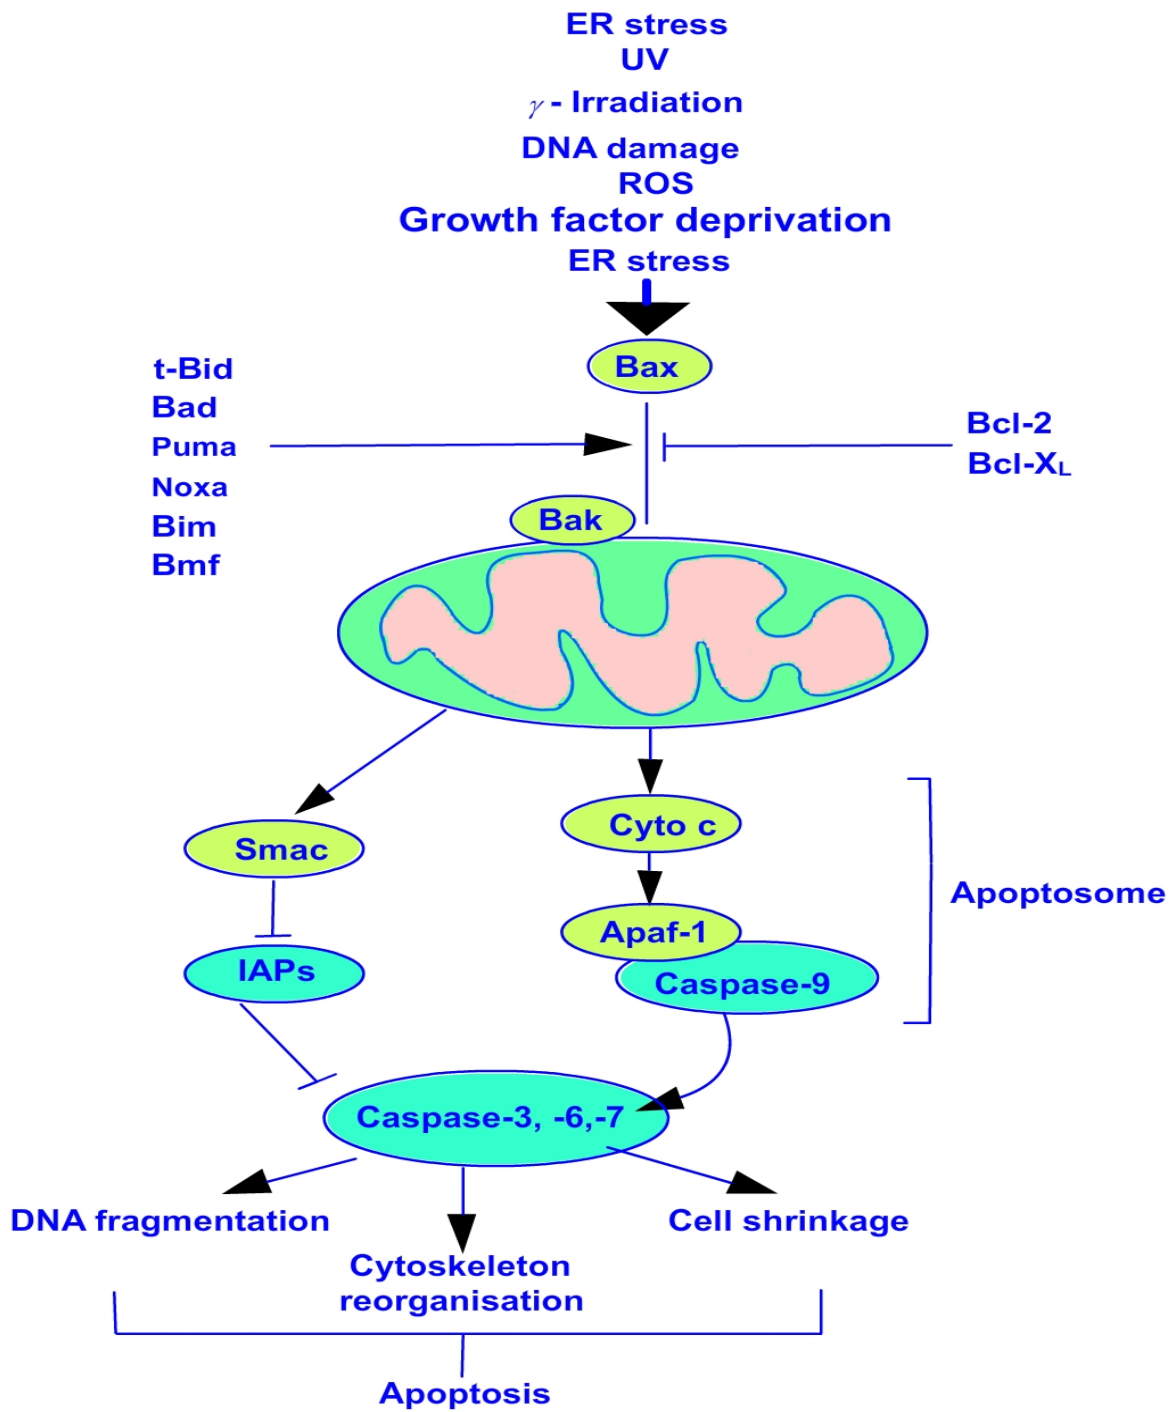 ER stress
UV
γ - Irradiation
DNA damage
ROS
Growth factor deprivation
ER stress
Bax
t-Bid
Bad
Puma
Noxa
Bim
Bmf
Bcl-2
Bcl-XL
Bak
Smac
IAPs
Cyto c
Apaf-1
Caspase-9
Apoptosome
Caspase-3, -6,-7
DNA fragmentation
Cytoskeleton
reorganisation
Cell shrinkage
Apoptosis